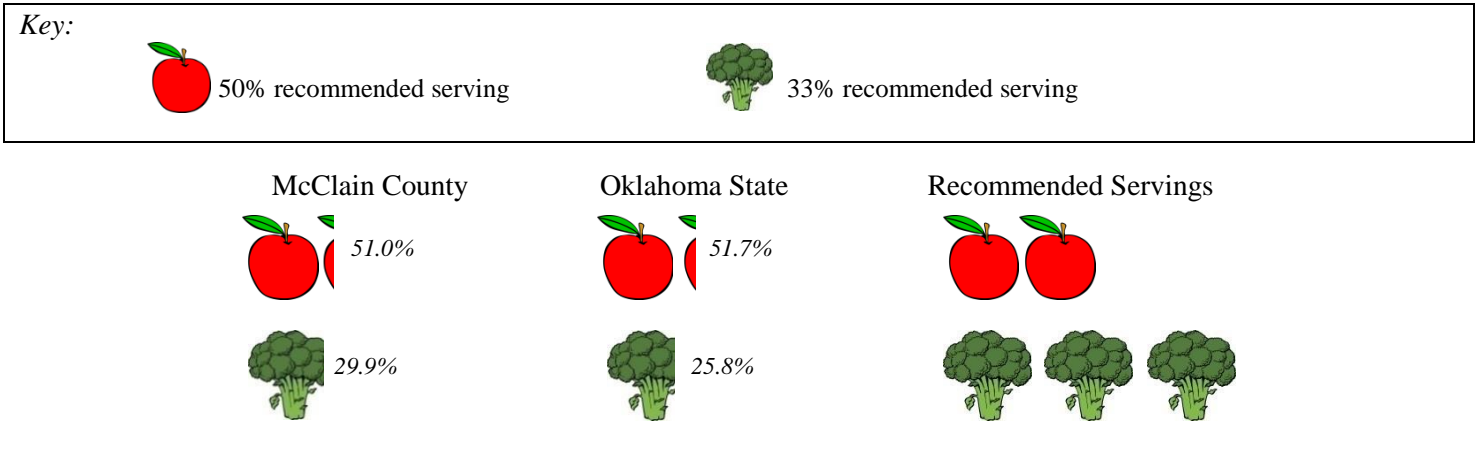 Key:
50% recommended serving 33% recommended serving
McClain County Oklahoma State Recommended Servings
51.0% 51.7%
29.9% 25.8%